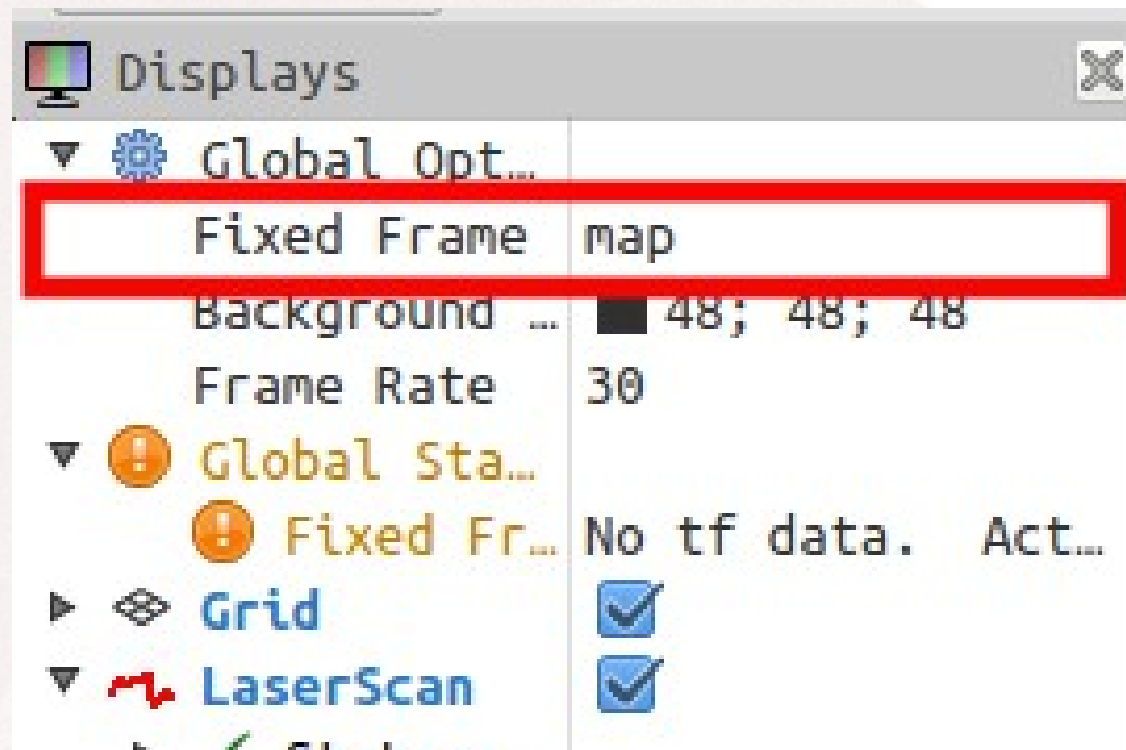 Displays
Global Opt…
Fixed Frame map
Background … 48; 48; 48
Frame Rate 30
Global Sta…
Fixed Fr… No tf data.  Act…
Grid
LaserScan